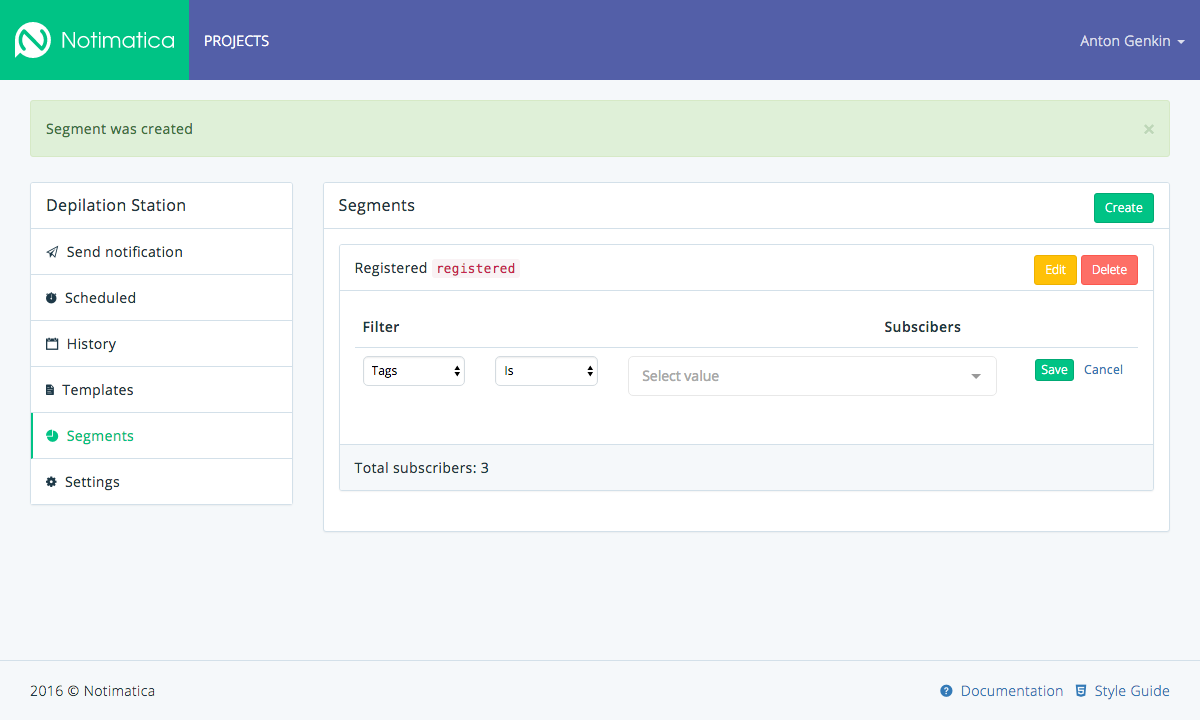 Notimatica
PROJECTS
Anton Genkin
Segment was created
×
Depilation Station
Send notification
Scheduled
History
Templates
Segments
Settings
Segments
Create
Registered registered
Edit
Delete
Filter
Subscibers
Tags
Is
Select value
Save
Cancel
Total subscribers: 3
2016 © Notimatica
Documentation
Style Guide